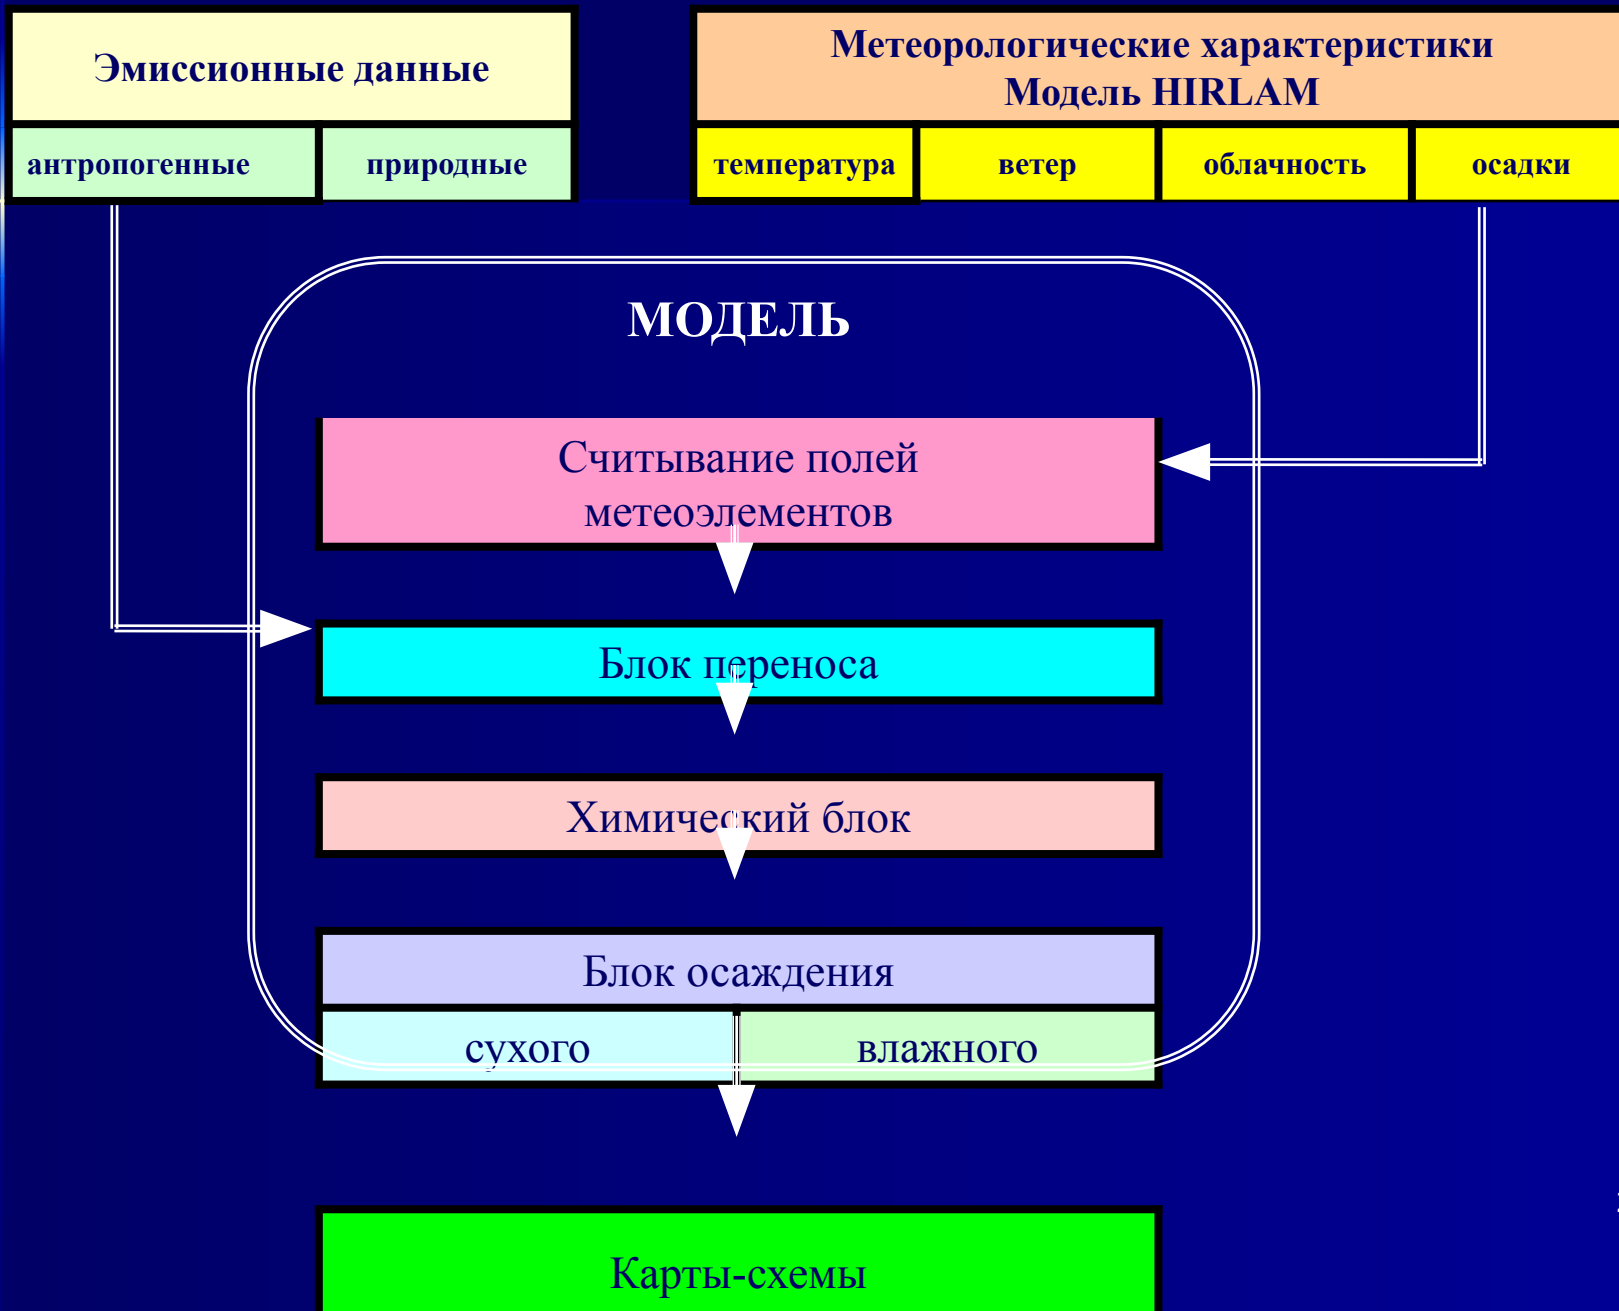 Эмиссионные данные
антропогенные
природные
Метеорологические характеристики
Модель HIRLAM
температура
ветер
облачность
осадки
МОДЕЛЬ
Считывание полей
метеоэлементов
Блок переноса
Химический блок
Блок осаждения
сухого
влажного
Карты-схемы